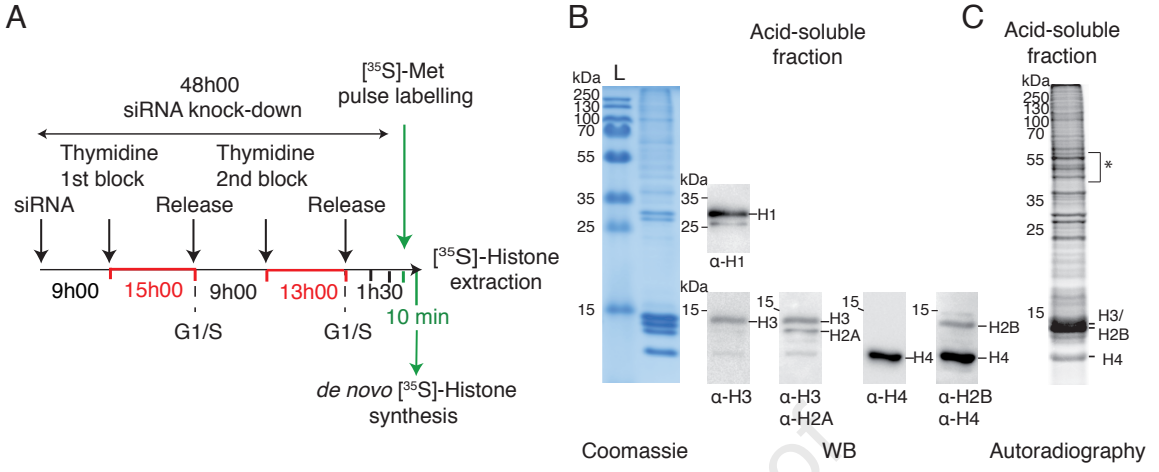 A
48h00
siRNA knock-down
[³⁵S]-Met
pulse labelling
Thymidine
1st block
Thymidine
2nd block
siRNA
Release
Release
[³⁵S]-Histone
extraction
9h00
15h00
9h00
13h00
1h30
10 min
G1/S
G1/S
de novo [³⁵S]-Histone
synthesis
B
Acid-soluble
fraction
kDa
L
250
130
100
70
55
35
25
15
kDa
35
25
H1
α-H1
kDa
15
H3
α-H3
15
H3
H2A
α-H3
α-H2A
15
H4
α-H4
15
H2B
H4
α-H2B
α-H4
Coomassie
WB
C
Acid-soluble
fraction
kDa
250
130
100
70
55
35
25
15
*
H3/
H2B
H4
Autoradiography